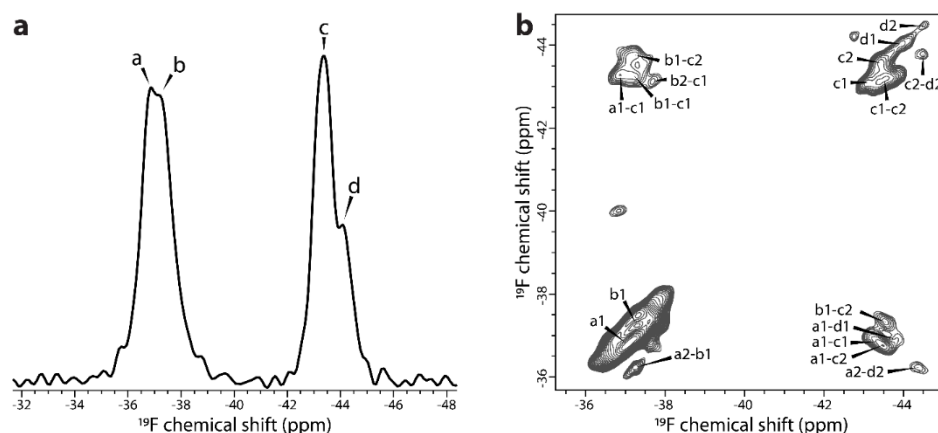 a
a
b
c
d
-32
-34
-36
-38
-40
-42
-44
-46
-48
¹⁹F chemical shift (ppm)
b
¹⁹F chemical shift (ppm)
-44
-42
-40
-38
-36
d2
d1
c2
c1
c2-d2
c1-c2
b1-c2
b2-c1
b1-c1
a1-c1
b1
a1
a2-b1
b1-c2
a1-d1
a1-c1
a1-c2
a2-d2
-36
-38
-40
-42
-44
¹⁹F chemical shift (ppm)